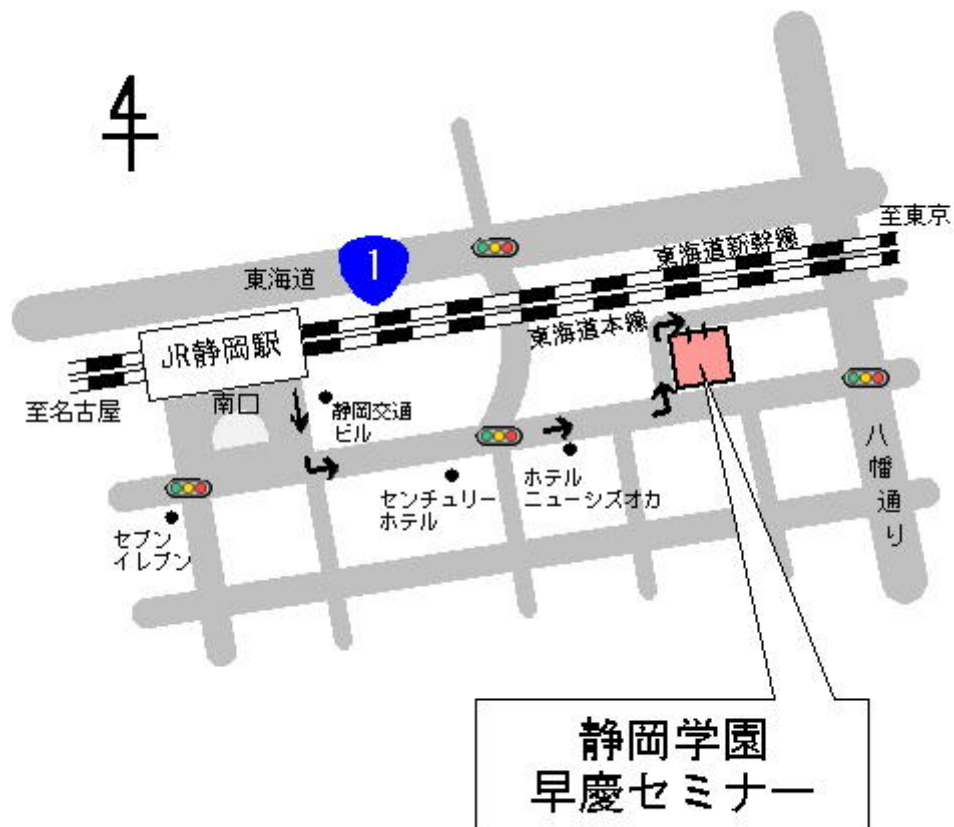 至東京
東海道新幹線
1
東海道
東海道本線
JR静岡駅
至名古屋
南口
静岡交通
ビル
八幡通り
ホテル
ニューシズオカ
センチュリー
ホテル
セブン
イレブン
静岡学園
早慶セミナー